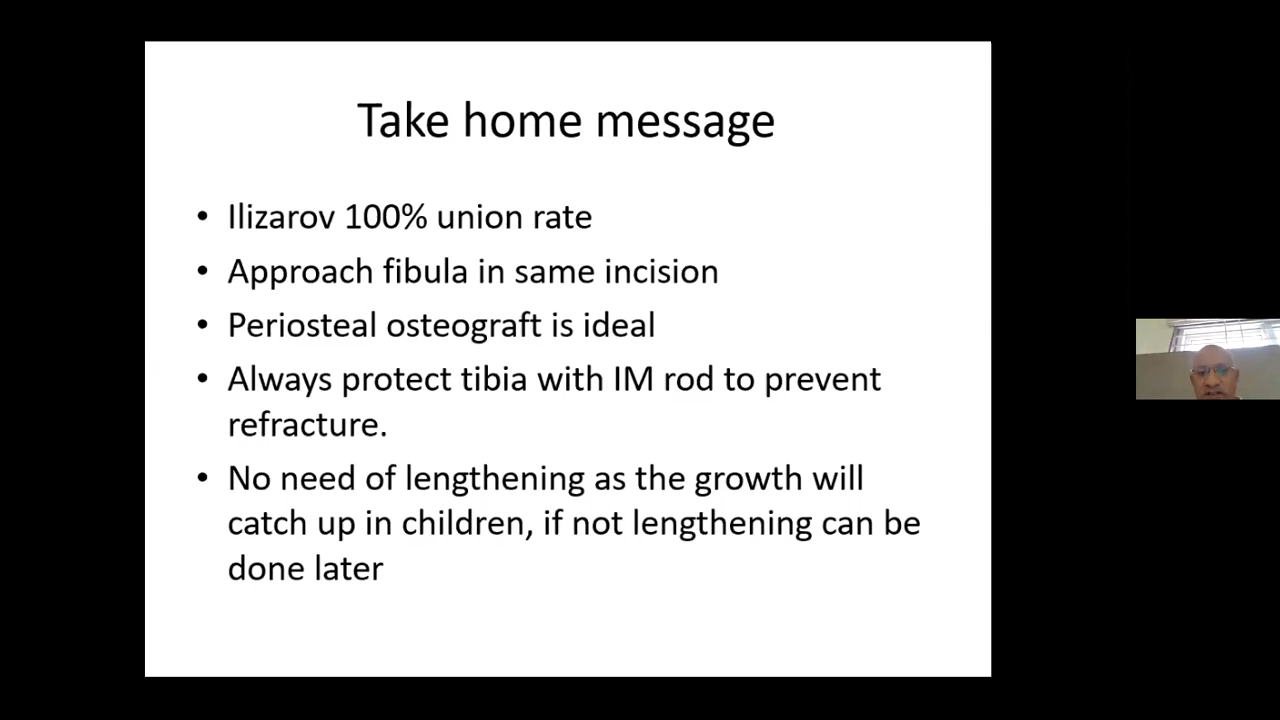 Take home message
• Ilizarov 100% union rate
• Approach fibula in same incision
• Periosteal osteograft is ideal
• Always protect tibia with IM rod to prevent
refracture.
• No need of lengthening as the growth will
catch up in children, if not lengthening can be
done later